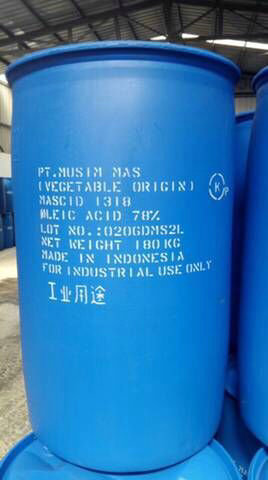 PT.MUSIM MAS
(VEGETABLE ORIGIN)
MASCID 1318
OLEIC ACID 78%
LOT NO.:020GDMS2L
NET WEIGHT 180KG
MADE IN INDONESIA
FOR INDUSTRIAL USE ONLY
工业用途
K P